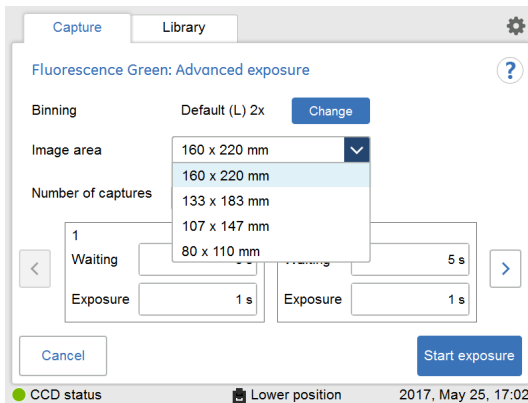 Capture Library
Fluorescence Green: Advanced exposure ?
Binning Default (L) 2x Change
Image area 160 x 220 mm
160 x 220 mm
133 x 183 mm
Number of captures
107 x 147 mm
80 x 110 mm
1
Waiting 5 s
Exposure 1 s Exposure 1 s
Cancel Start exposure
CCD status Lower position 2017, May 25, 17:02